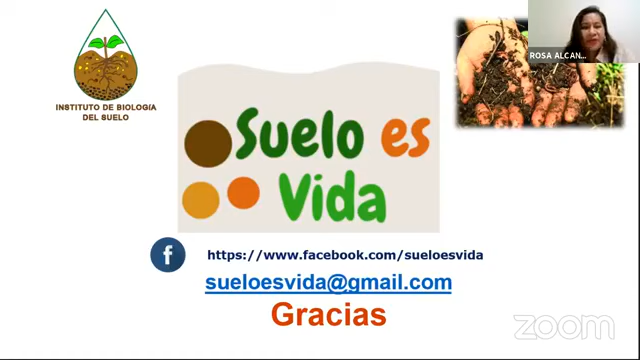 INSTITUTO DE BIOLOGÍA
DEL SUELO
ROSA ALCAN...
Suelo es
Vida
f
https://www.facebook.com/sueloesvida
sueloesvida@gmail.com
Gracias
zoom